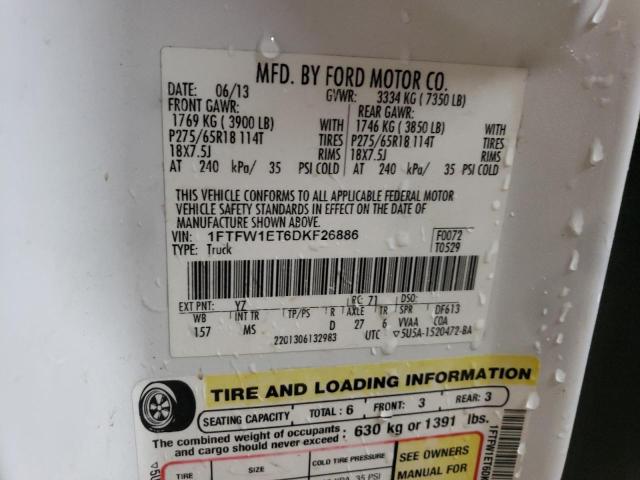 MFD. BY FORD MOTOR CO.
DATE: 06/13 GVWR: 3334 KG ( 7350 LB)
FRONT GAWR: REAR GAWR:
1769 KG ( 3900 LB) WITH 1746 KG ( 3850 LB) WITH
P275/65R18 114T TIRES P275/65R18 114T TIRES
18X7.5J RIMS 18X7.5J RIMS
AT 240 kPa/ 35 PSI COLD AT 240 kPa/ 35 PSI COLD
THIS VEHICLE CONFORMS TO ALL APPLICABLE FEDERAL MOTOR
VEHICLE SAFETY STANDARDS IN EFFECT ON THE DATE OF
MANUFACTURE SHOWN ABOVE.
VIN: 1FTFW1ET6DKF26886 F0072
TYPE: Truck T0529
EXT PNT: YZ RC: 71 DSO:
WB INT TR TP/PS R AXLE TR SPR DF613
157 MS D 27 6 VVAA COA
2201306132983 UTC 5U5A-1520472-BA
TIRE AND LOADING INFORMATION
SEATING CAPACITY TOTAL: 6 FRONT: 3 REAR: 3
The combined weight of occupants
and cargo should never exceed : 630 kg or 1391 lbs.
TIRE SIZE COLD TIRE PRESSURE SEE OWNERS
35 PSI MANUAL FOR